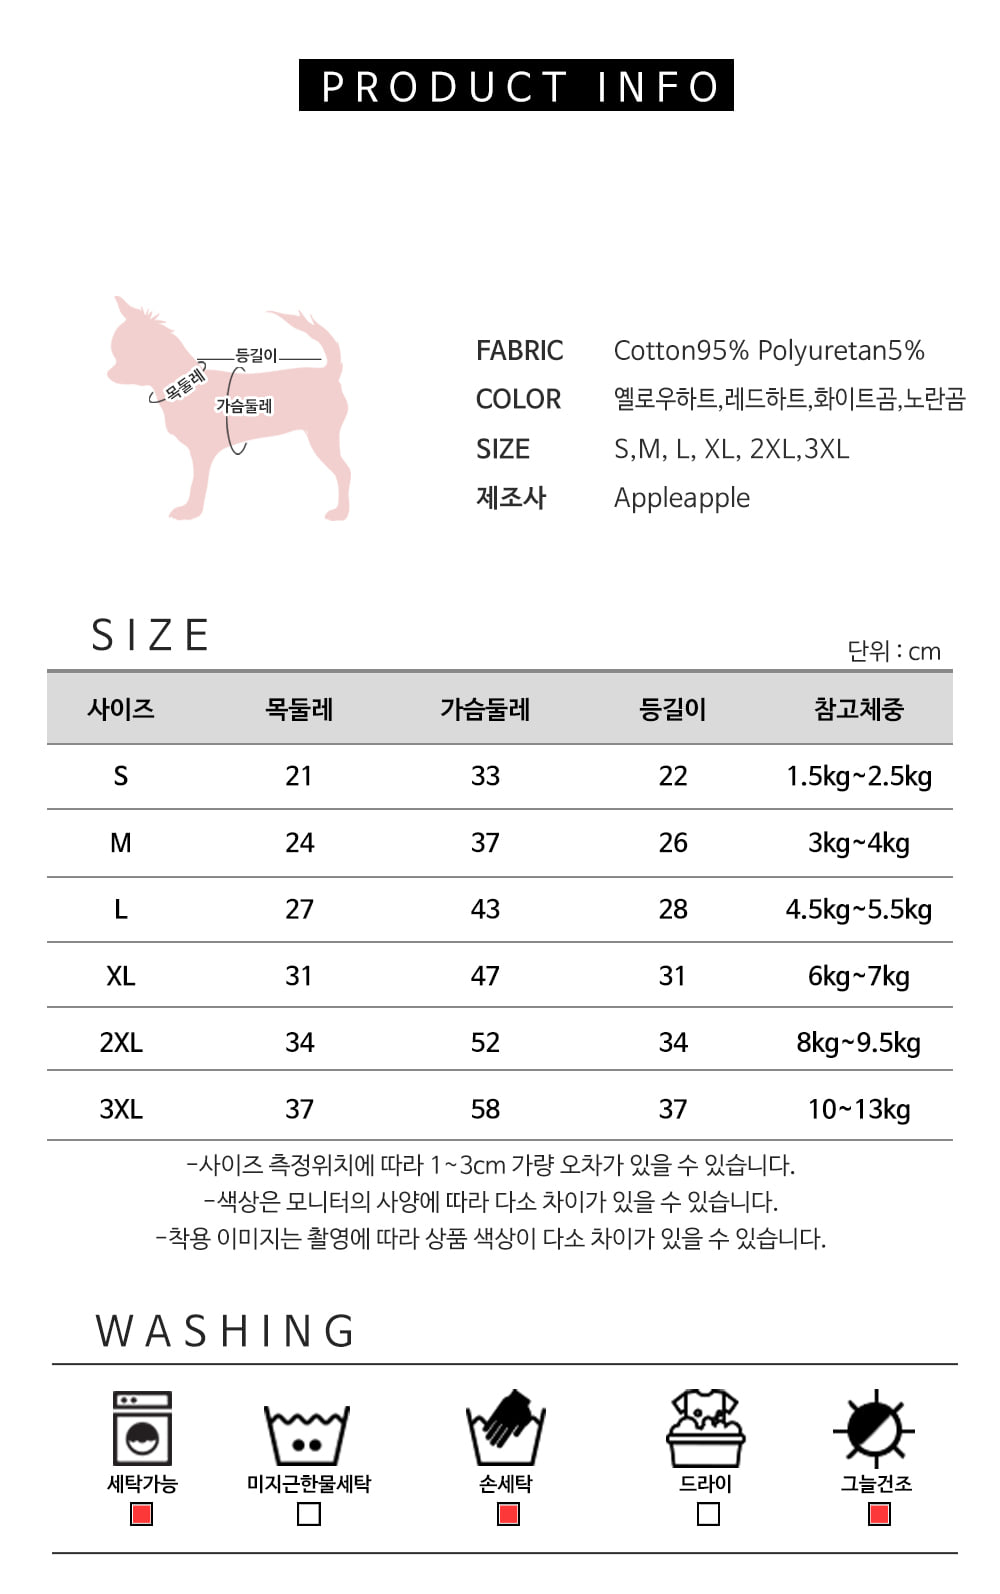 PRODUCT INFO
등길이
목둘레
가슴둘레
FABRIC Cotton95% Polyuretan5%
COLOR 옐로우하트,레드하트,화이트곰,노란곰
SIZE S,M, L, XL, 2XL,3XL
제조사 Appleapple
SIZE
단위 : cm
사이즈 목둘레 가슴둘레 등길이 참고체중
S 21 33 22 1.5kg~2.5kg
M 24 37 26 3kg~4kg
L 27 43 28 4.5kg~5.5kg
XL 31 47 31 6kg~7kg
2XL 34 52 34 8kg~9.5kg
3XL 37 58 37 10~13kg
-사이즈 측정위치에 따라 1~3cm 가량 오차가 있을 수 있습니다.
-색상은 모니터의 사양에 따라 다소 차이가 있을 수 있습니다.
-착용 이미지는 촬영에 따라 상품 색상이 다소 차이가 있을 수 있습니다.
WASHING
세탁가능 미지근한물세탁 손세탁 드라이 그늘건조